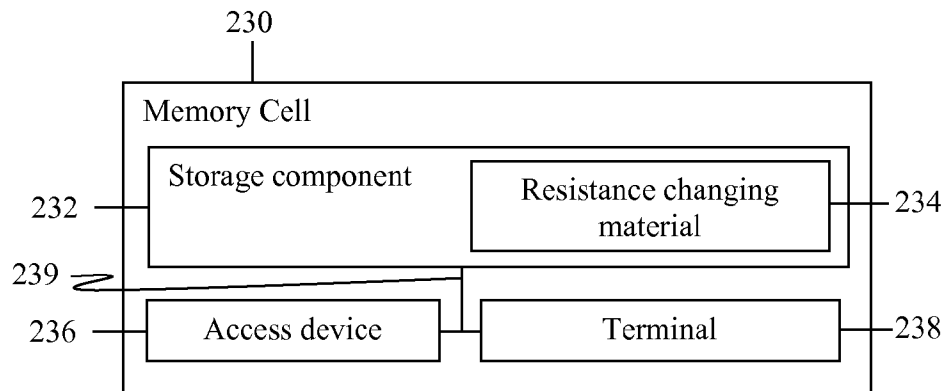 230
Memory Cell
Storage component
Resistance changing
material
232
234
239
236
Access device
Terminal
238